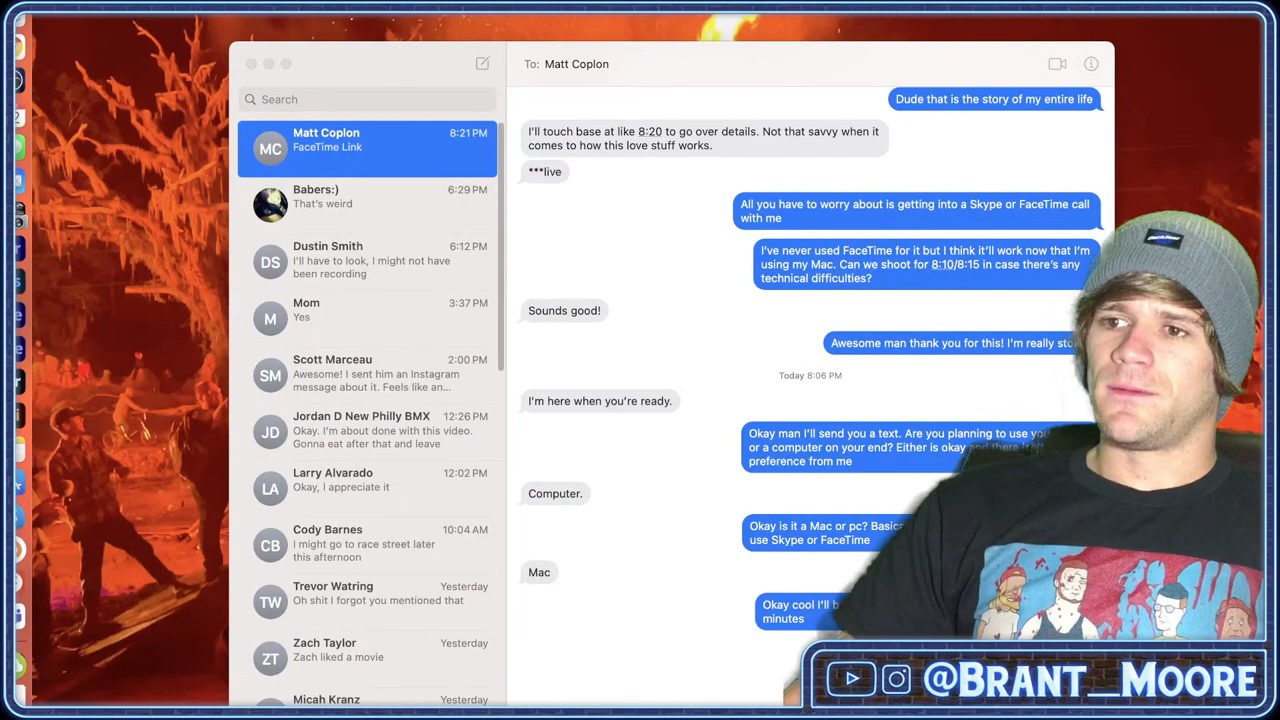 To: Matt Coplon
Search
Matt Coplon
8:21 PM
FaceTime Link
MC
Babers:)
6:29 PM
That's weird
Dustin Smith
6:12 PM
I'll have to look, I might not have
been recording
DS
Mom
3:37 PM
Yes
M
Scott Marceau
2:00 PM
Awesome! I sent him an Instagram
message about it. Feels like an...
SM
Jordan D New Philly BMX
12:26 PM
Okay. I'm about done with this video.
Gonna eat after that and leave
JD
Larry Alvarado
12:02 PM
Okay, I appreciate it
LA
Cody Barnes
10:04 AM
I might go to race street later
this afternoon
CB
Trevor Watring
Yesterday
Oh shit I forgot you mentioned that
TW
Zach Taylor
Yesterday
Zach liked a movie
ZT
Micah Kranz
Yesterday
Dude that is the story of my entire life
I'll touch base at like 8:20 to go over details. Not that savvy when it
comes to how this love stuff works.
***live
All you have to worry about is getting into a Skype or FaceTime call
with me
I've never used FaceTime for it but I think it'll work now that I'm
using my Mac. Can we shoot for 8:10/8:15 in case there's any
technical difficulties?
Sounds good!
Awesome man thank you for this! I'm really
Today 8:06 PM
I'm here when you're ready.
Okay man I'll send you a text. Are you planning to use
or a computer on your end? Either is okay and there
preference from me
Computer.
Okay is it a Mac or pc?
use Skype or FaceTime
Mac
Okay cool I'll
minutes
@BRANT_MOORE